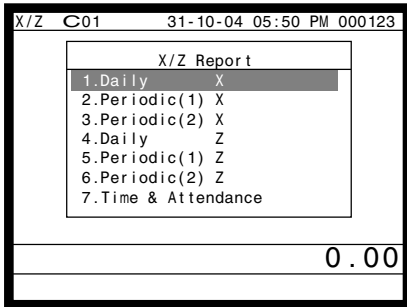 X/Z C01 31-10-04 05:50 PM 000123
X/Z Report
1.Daily X
2.Periodic(1) X
3.Periodic(2) X
4.Daily Z
5.Periodic(1) Z
6.Periodic(2) Z
7.Time & Attendance
0.00